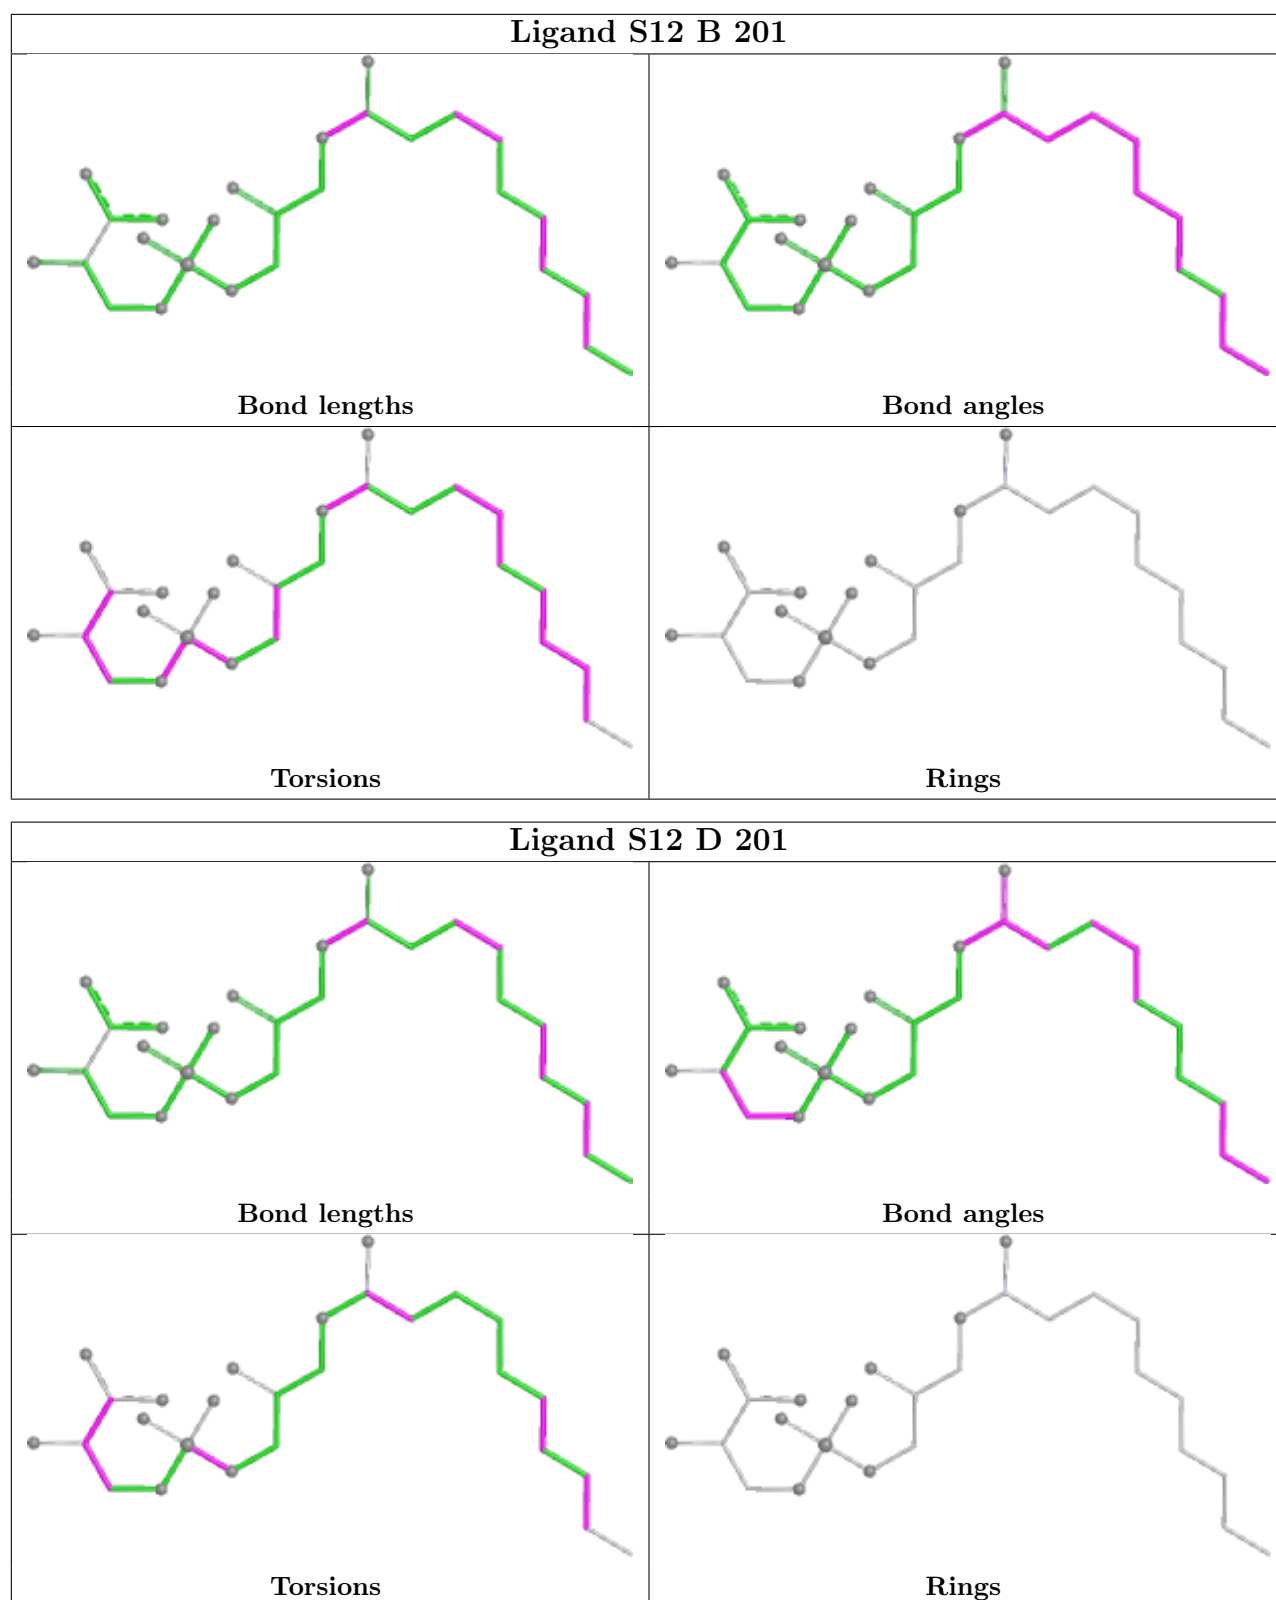 Ligand S12 B 201
Bond lengths
Bond angles
Torsions
Rings
Ligand S12 D 201
Bond lengths
Bond angles
Torsions
Rings